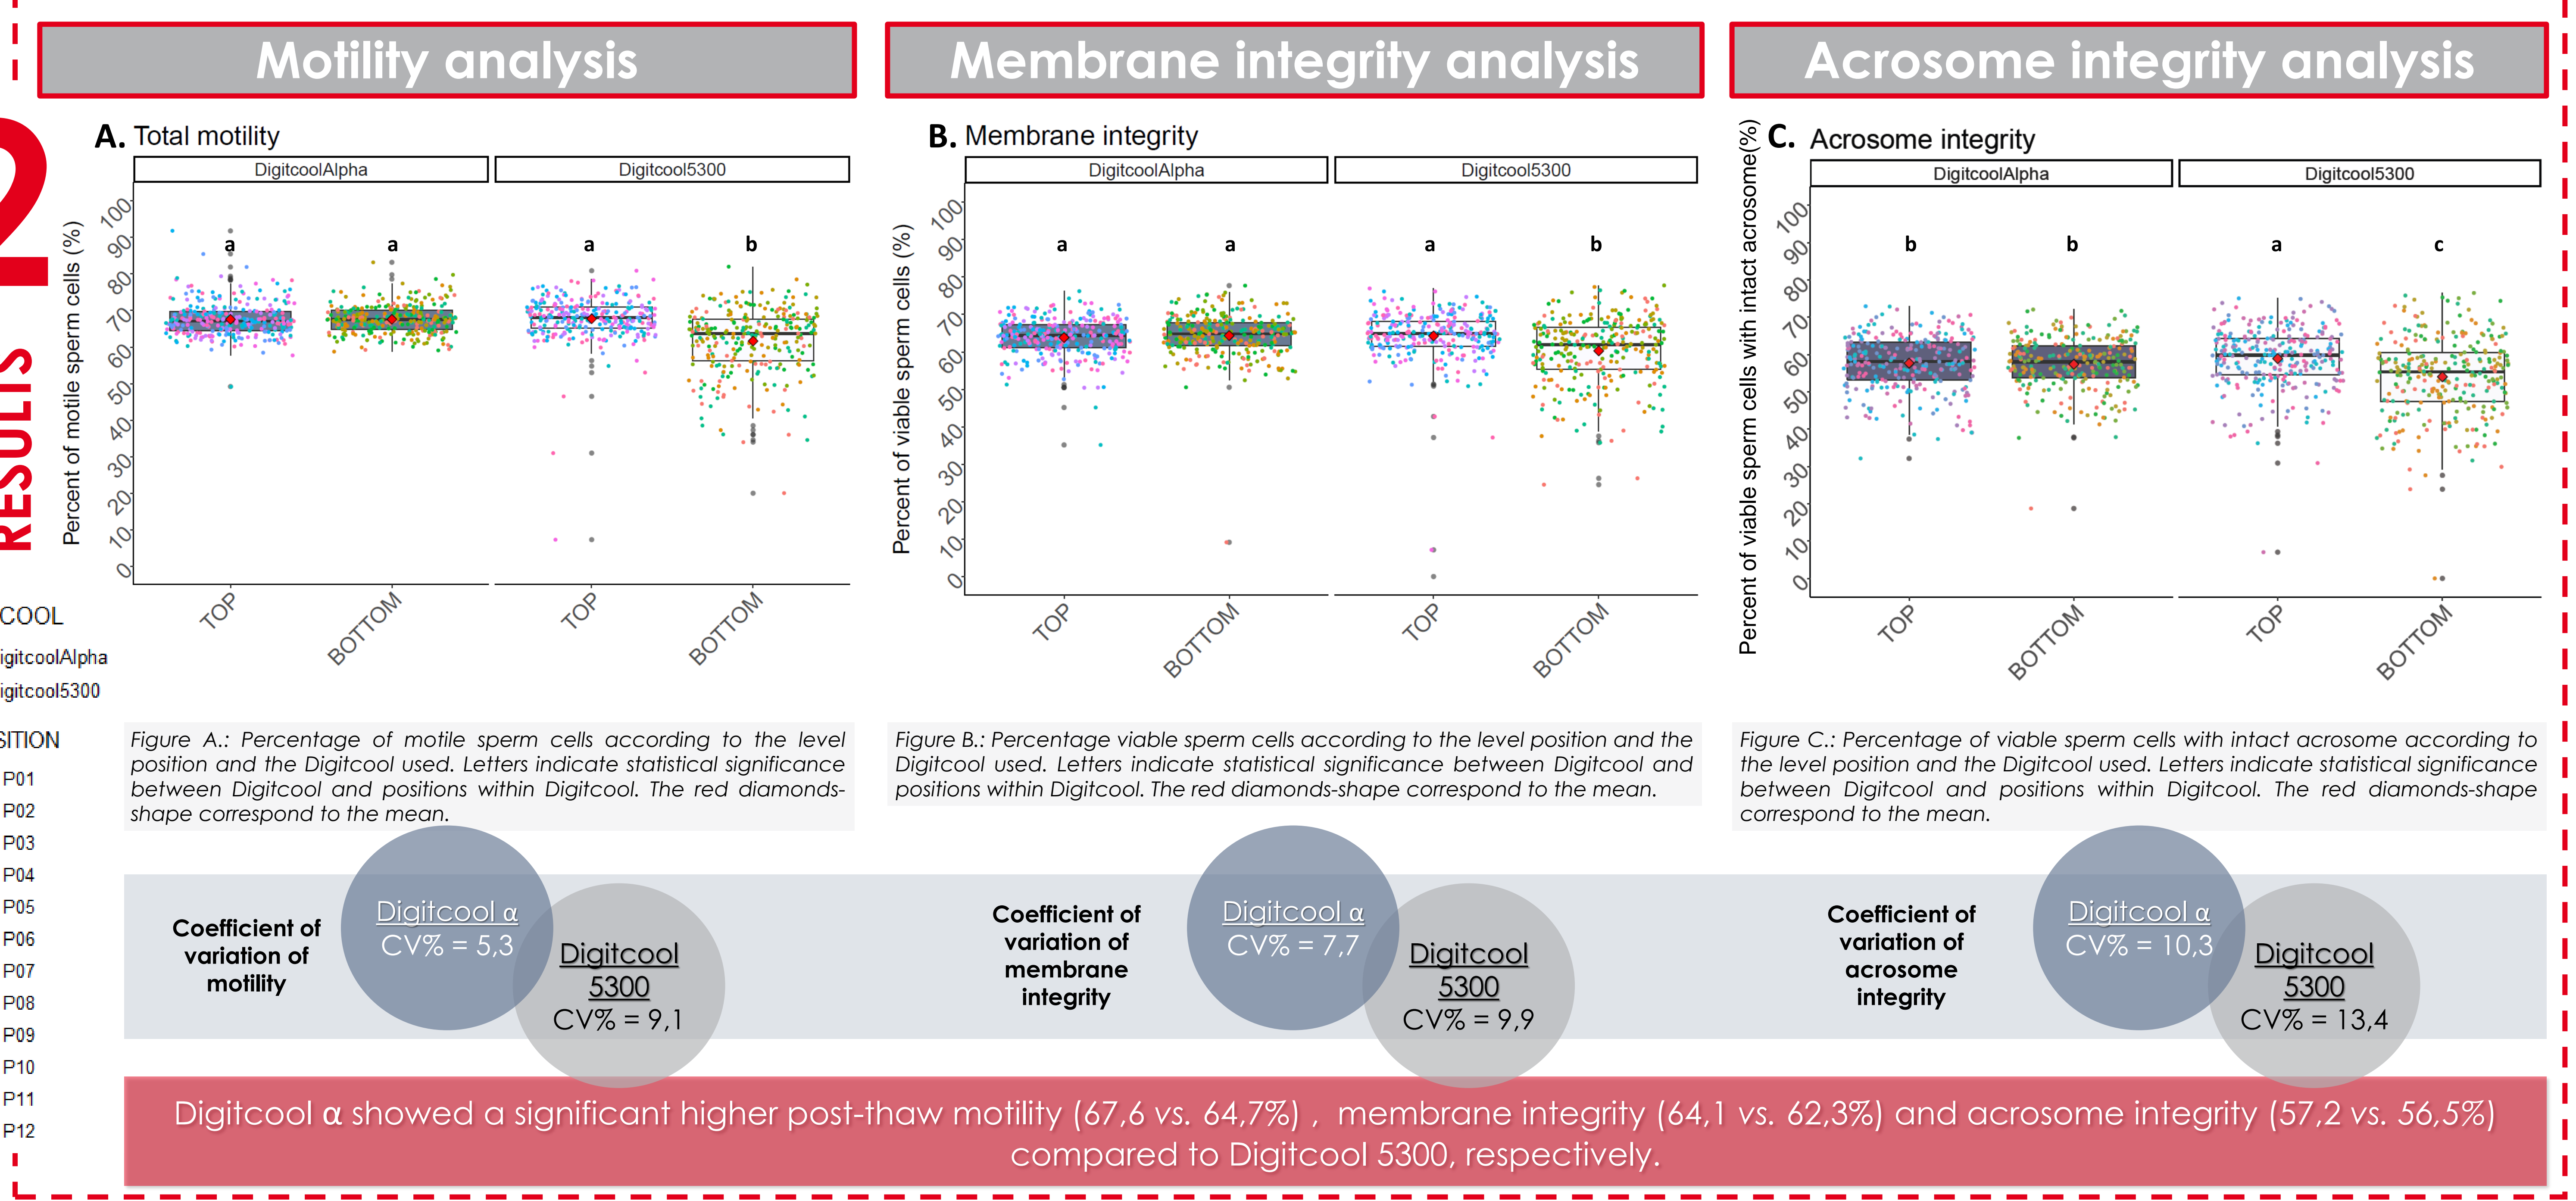 Motility analysis
Membrane integrity analysis
Acrosome integrity analysis
2
RESULTS
A. Total motility
DigitcoolAlpha
Digitcool5300
Percent of motile sperm cells (%)
100
90
80
70
60
50
40
30
20
10
0
a
a
a
b
TOP
BOTTOM
TOP
BOTTOM
B. Membrane integrity
DigitcoolAlpha
Digitcool5300
Percent of viable sperm cells (%)
100
90
80
70
60
50
40
30
20
10
0
a
a
a
b
TOP
BOTTOM
TOP
BOTTOM
C. Acrosome integrity
DigitcoolAlpha
Digitcool5300
Percent of viable sperm cells with intact acrosome(%)
100
90
80
70
60
50
40
30
20
10
0
b
b
a
c
TOP
BOTTOM
TOP
BOTTOM
COOL
igitcoolAlpha
igitcool5300
SITION
P01
P02
P03
P04
P05
P06
P07
P08
P09
P10
P11
P12
Figure A.: Percentage of motile sperm cells according to the level
position and the Digitcool used. Letters indicate statistical significance
between Digitcool and positions within Digitcool. The red diamonds-
shape correspond to the mean.
Figure B.: Percentage viable sperm cells according to the level position and the
Digitcool used. Letters indicate statistical significance between Digitcool and
positions within Digitcool. The red diamonds-shape correspond to the mean.
Figure C.: Percentage of viable sperm cells with intact acrosome according to
the level position and the Digitcool used. Letters indicate statistical significance
between Digitcool and positions within Digitcool. The red diamonds-shape
correspond to the mean.
Coefficient of
variation of
motility
Digitcool α
CV% = 5,3
Digitcool
5300
CV% = 9,1
Coefficient of
variation of
membrane
integrity
Digitcool α
CV% = 7,7
Digitcool
5300
CV% = 9,9
Coefficient of
variation of
acrosome
integrity
Digitcool α
CV% = 10,3
Digitcool
5300
CV% = 13,4
Digitcool α showed a significant higher post-thaw motility (67,6 vs. 64,7%) , membrane integrity (64,1 vs. 62,3%) and acrosome integrity (57,2 vs. 56,5%)
compared to Digitcool 5300, respectively.